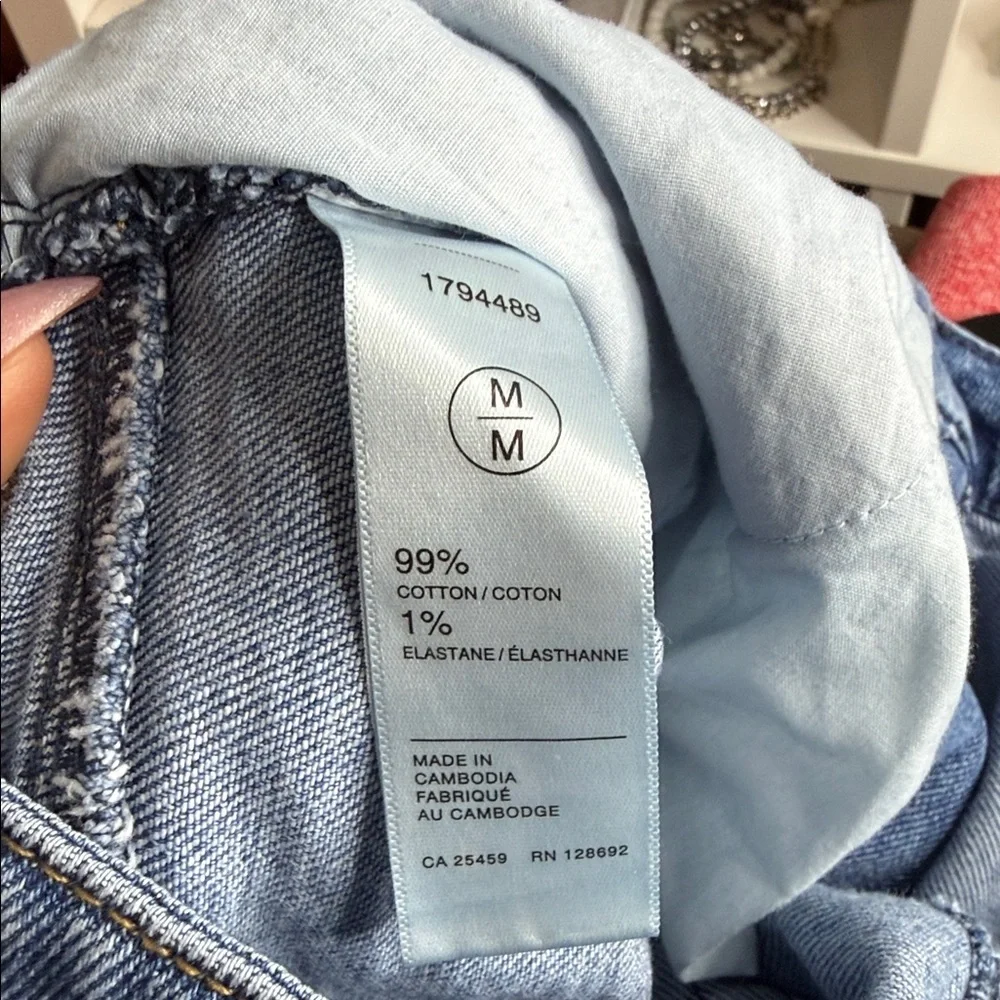 1794489
M
M
99%
COTTON / COTON
1%
ELASTANE / ÉLASTHANNE
MADE IN
CAMBODIA
FABRIQUÉ
AU CAMBODGE
CA 25459 RN 128692